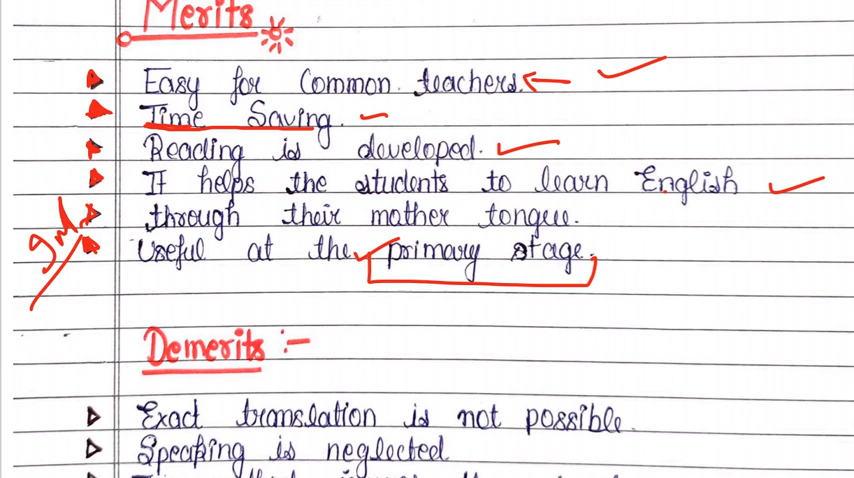 Merits
Easy for Common teachers.
Time Saving.
Reading is developed.
It helps the students to learn English
through their mother tongue.
Useful at the primary stage.
Demerits :-
Exact translation is not possible.
Speaking is neglected